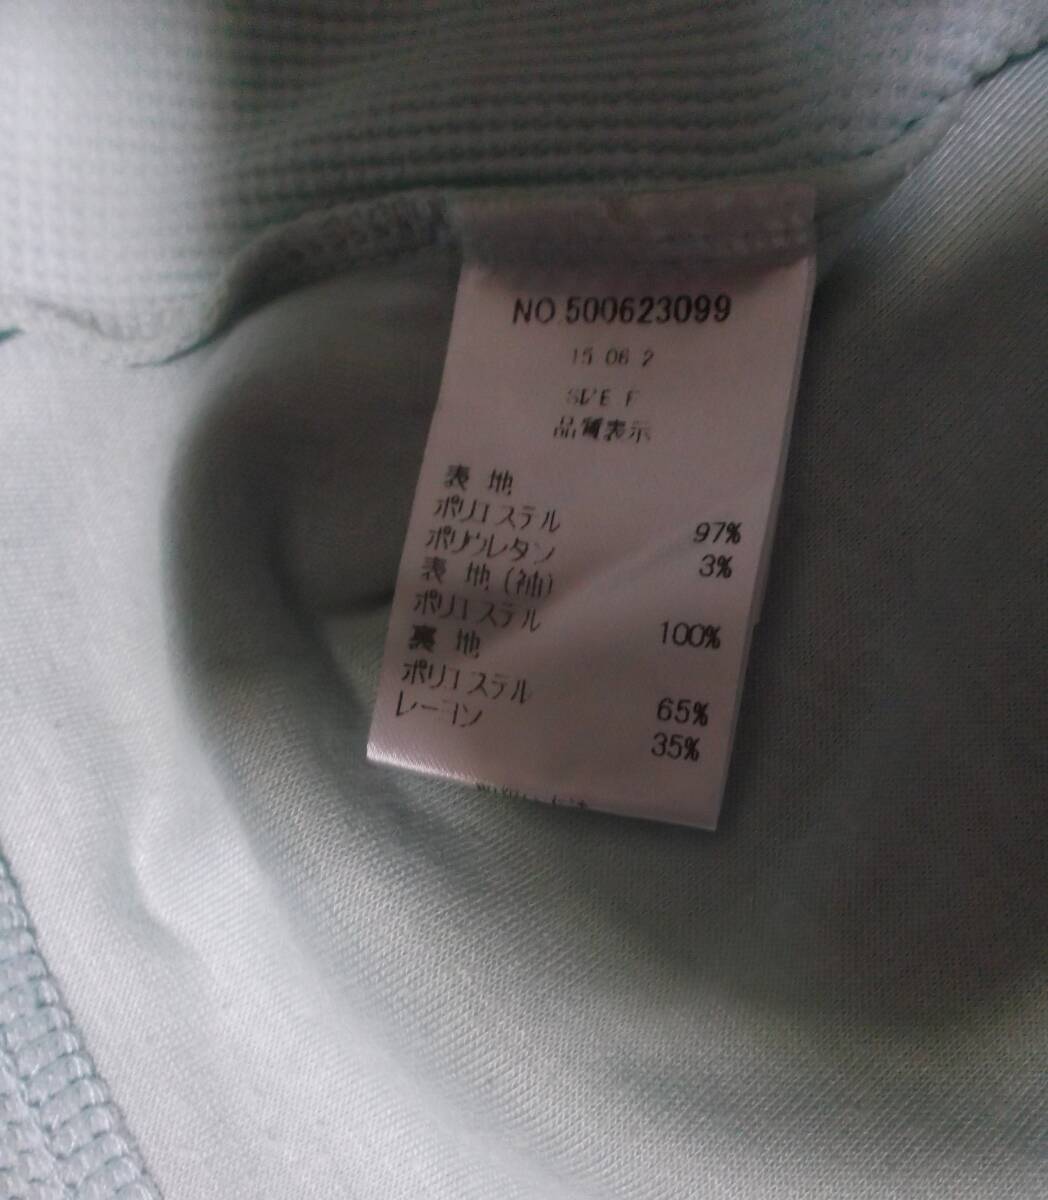 NO.500623099
15 06 2
SIZE F
品質表示
表 地
ポリエステル 97%
ポリウレタン 3%
表 地(袖)
ポリエステル 100%
裏 地
ポリエステル 65%
レーヨン 35%